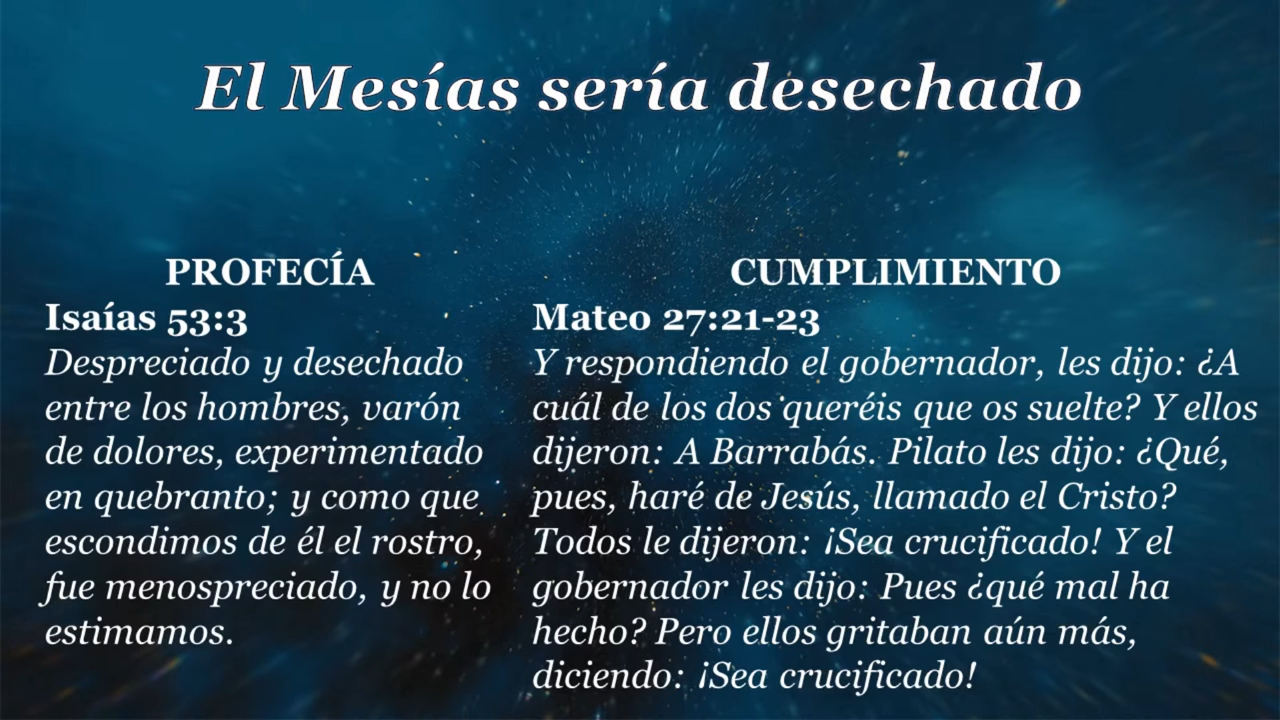 El Mesías sería desechado
PROFECÍA
Isaías 53:3
Despreciado y desechado
entre los hombres, varón
de dolores, experimentado
en quebranto; y como que
escondimos de él el rostro,
fue menospreciado, y no lo
estimamos.
CUMPLIMIENTO
Mateo 27:21-23
Y respondiendo el gobernador, les dijo: ¿A
cuál de los dos queréis que os suelte? Y ellos
dijeron: A Barrabás. Pilato les dijo: ¿Qué,
pues, haré de Jesús, llamado el Cristo?
Todos le dijeron: ¡Sea crucificado! Y el
gobernador les dijo: Pues ¿qué mal ha
hecho? Pero ellos gritaban aún más,
diciendo: ¡Sea crucificado!